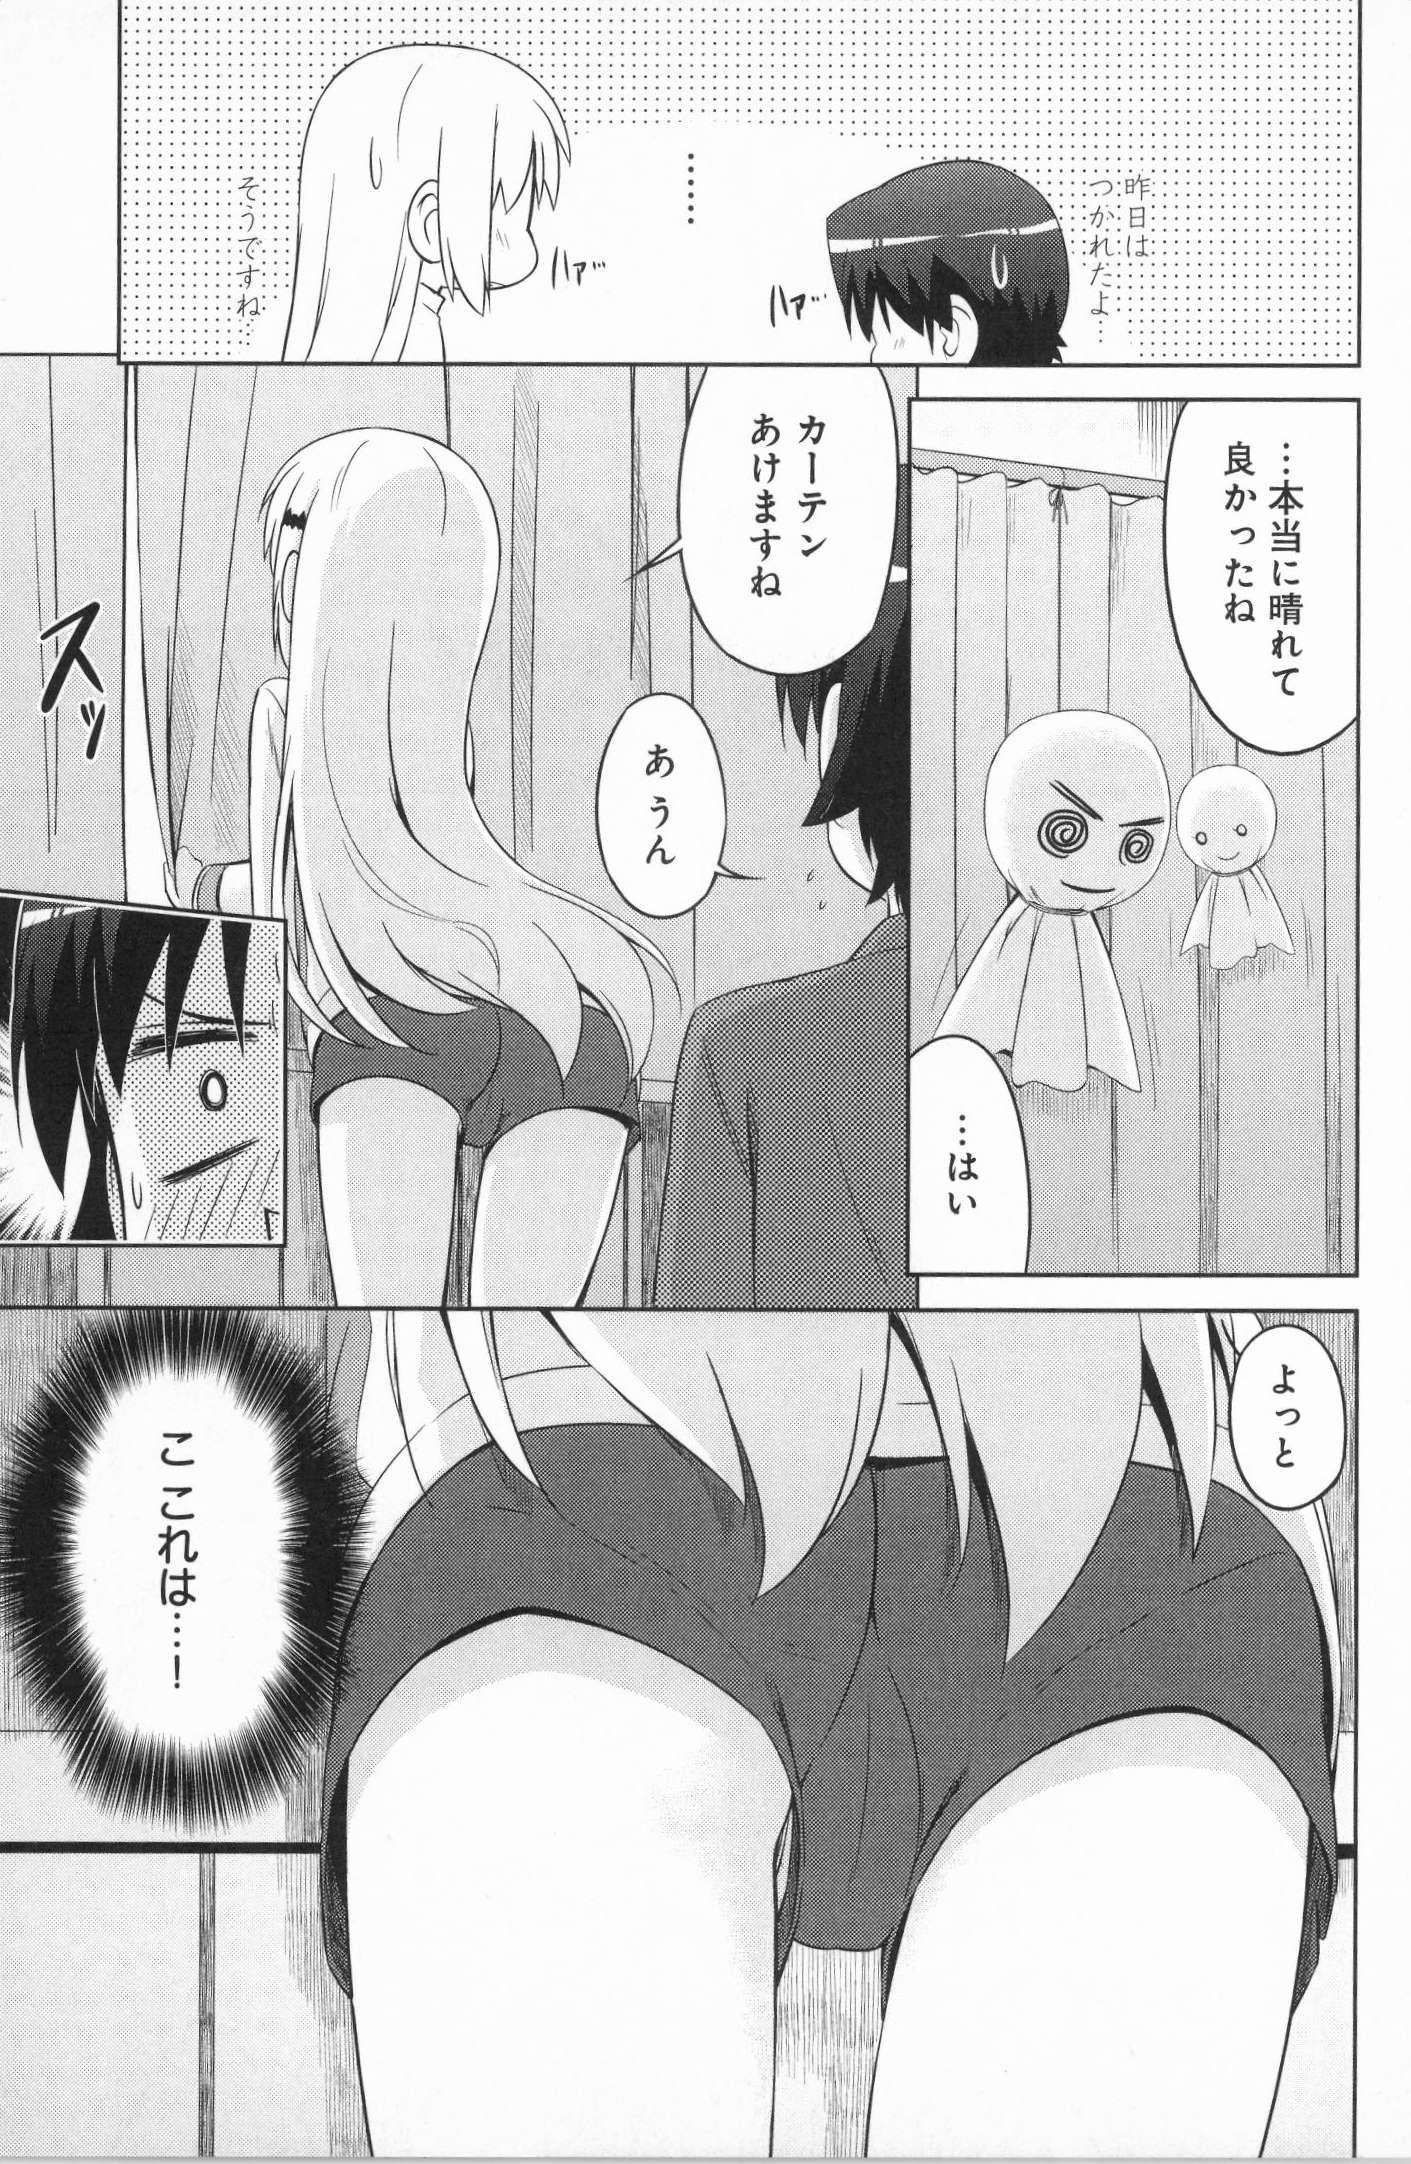 昨日は
つかれたよ…
……
ハァ…
ハァ…
そうですね…
…本当に晴れて
良かったね
…はい
カーテン
あけますね
あ うん
スッ
よっと
こ これは…！